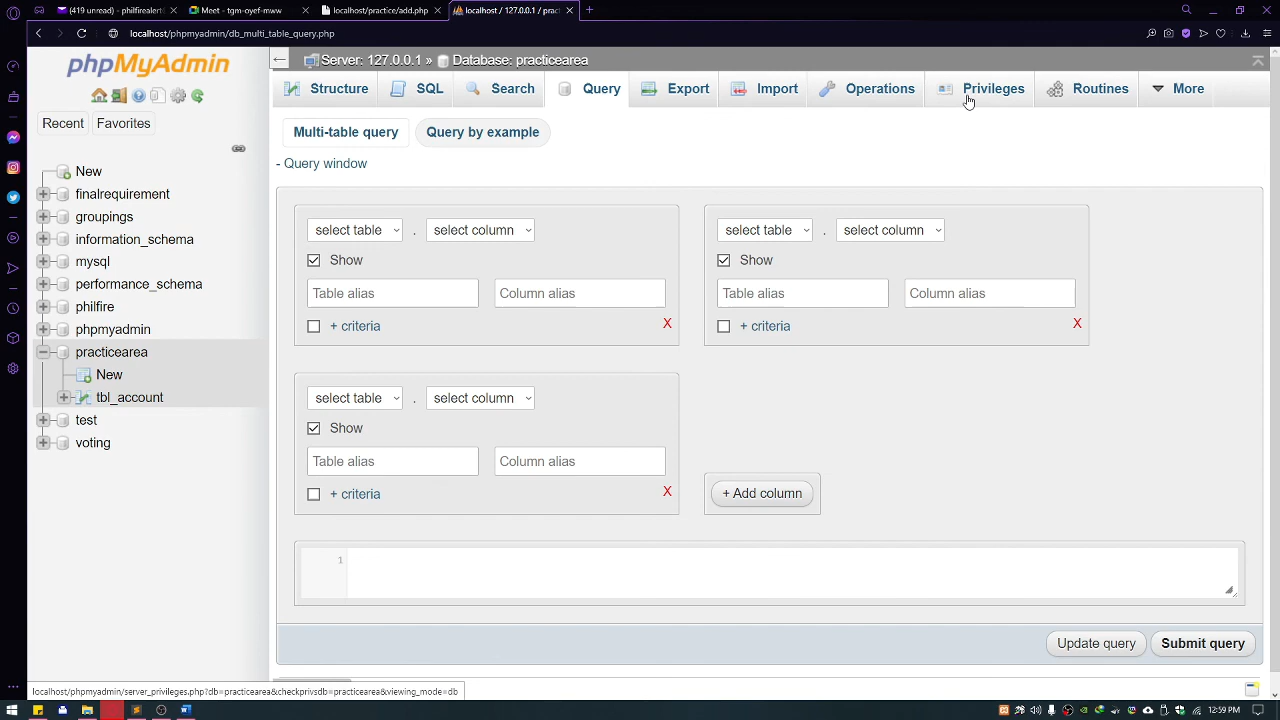 (419 unread) - philfirealert
Meet - tgm-oyef-mww
localhost/practice/add.php
localhost / 127.0.0.1 / prac
localhost/phpmyadmin/db_multi_table_query.php
phpMyAdmin
Recent
Favorites
New
finalrequirement
groupings
information_schema
mysql
performance_schema
philfire
phpmyadmin
practicearea
New
tbl_account
test
voting
Server: 127.0.0.1 » Database: practicearea
Structure
SQL
Search
Query
Export
Import
Operations
Privileges
Routines
More
Multi-table query
Query by example
- Query window
select table . select column
Show
Table alias
Column alias
+ criteria
X
select table . select column
Show
Table alias
Column alias
+ criteria
X
select table . select column
Show
Table alias
Column alias
+ criteria
X
+ Add column
1
Update query
Submit query
localhost/phpmyadmin/server_privileges.php?db=practicearea&checkprivsdb=practicearea&viewing_mode=db
12:59 PM